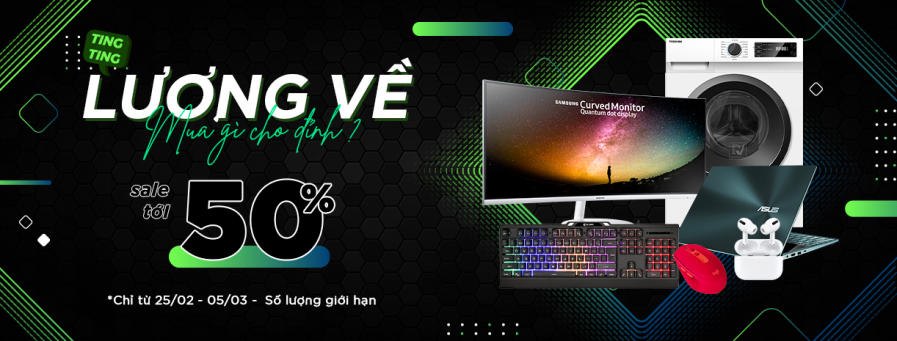 TING
TING
LƯƠNG VỀ
Mua gì cho đỉnh?
sale
tới
50%
*Chỉ từ 25/02 - 05/03 - Số lượng giới hạn
SAMSUNG Curved Monitor
Quantum dot display
TOSHIBA
ASUS